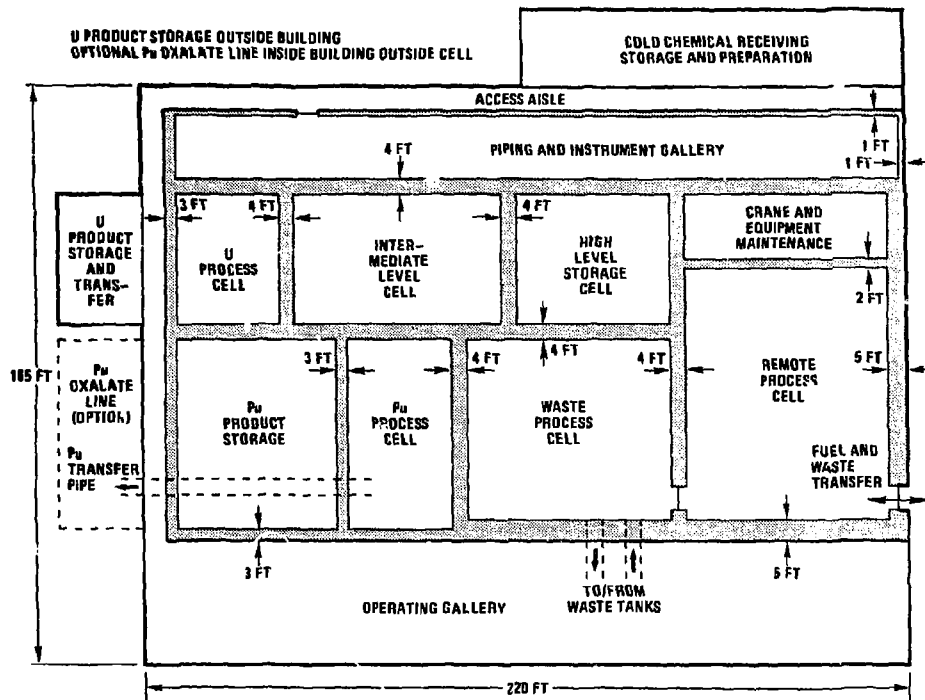 U PRODUCT STORAGE OUTSIDE BUILDING
OPTIONAL Pu OXALATE LINE INSIDE BUILDING OUTSIDE CELL
COLD CHEMICAL RECEIVING
STORAGE AND PREPARATION
ACCESS AISLE
4 FT
PIPING AND INSTRUMENT GALLERY
1 FT
1 FT
3 FT
4 FT
4 FT
U
PRODUCT
STORAGE
AND
TRANS-
FER
U
PROCESS
CELL
INTER-
MEDIATE
LEVEL
CELL
HIGH
LEVEL
STORAGE
CELL
CRANE AND
EQUIPMENT
MAINTENANCE
2 FT
185 FT
Pu
OXALATE
LINE
(OPTION)
Pu
TRANSFER
PIPE
3 FT
4 FT
4 FT
4 FT
5 FT
Pu
PRODUCT
STORAGE
Pu
PROCESS
CELL
WASTE
PROCESS
CELL
REMOTE
PROCESS
CELL
FUEL AND
WASTE
TRANSFER
3 FT
5 FT
TO/FROM
WASTE TANKS
OPERATING GALLERY
220 FT